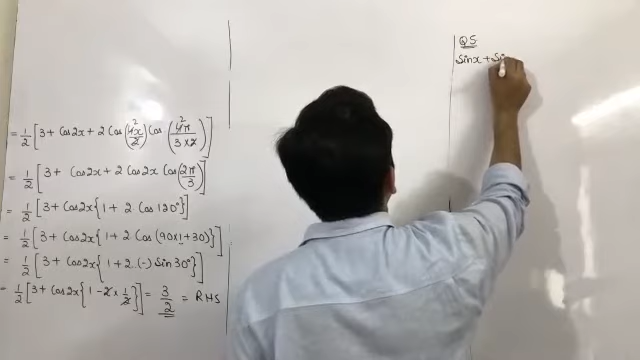 = 1/2 [3 + Cos2x + 2 Cos (4x/2) Cos (4π/3×2)]
= 1/2 [3 + Cos2x + 2 Cos2x Cos (2π/3)]
= 1/2 [3 + Cos2x {1 + 2 Cos 120°}]
= 1/2 [3 + Cos2x {1 + 2 Cos (90×1+30)}]
= 1/2 [3 + Cos2x {1 + 2.(-) Sin 30°}]
= 1/2 [3 + Cos2x {1 - 2 × 1/2}] = 3/2 = RHS
Q5
Sinx + Si